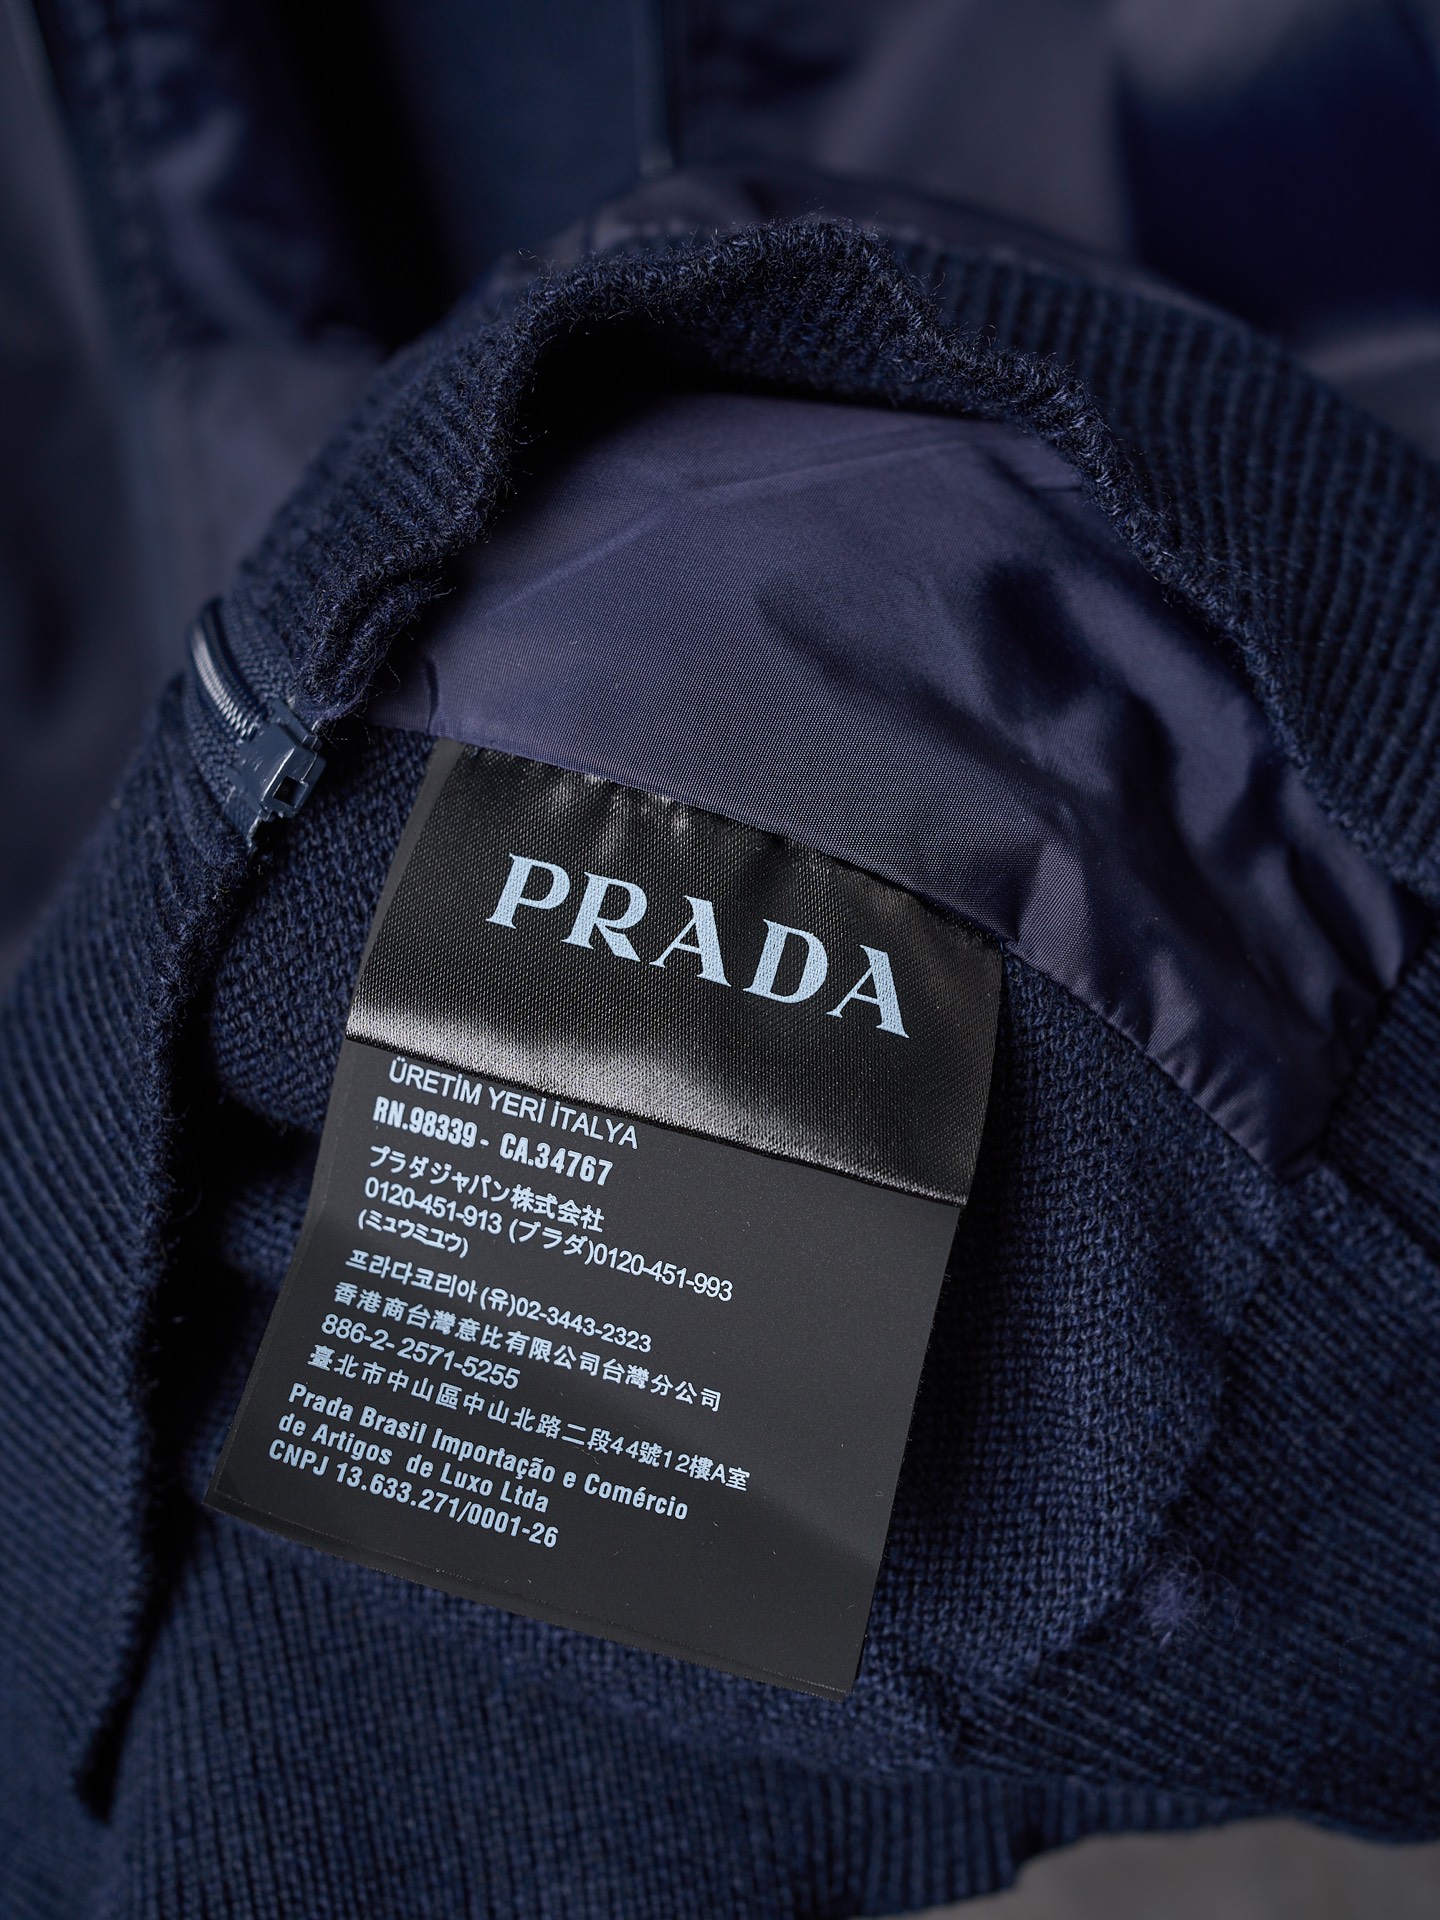 PRADA
ÜRETİM YERİ İTALYA
RN.98339 - CA.34767
プラダジャパン株式会社
0120-451-913 (プラダ)0120-451-993
(ミュウミュウ)
프라다코리아(유)02-3443-2323
香港商台灣意比有限公司台灣分公司
886-2- 2571-5255
臺北市中山區中山北路二段44號12樓A室
Prada Brasil Importação e Comércio
de Artigos de Luxo Ltda
CNPJ 13.633.271/0001-26